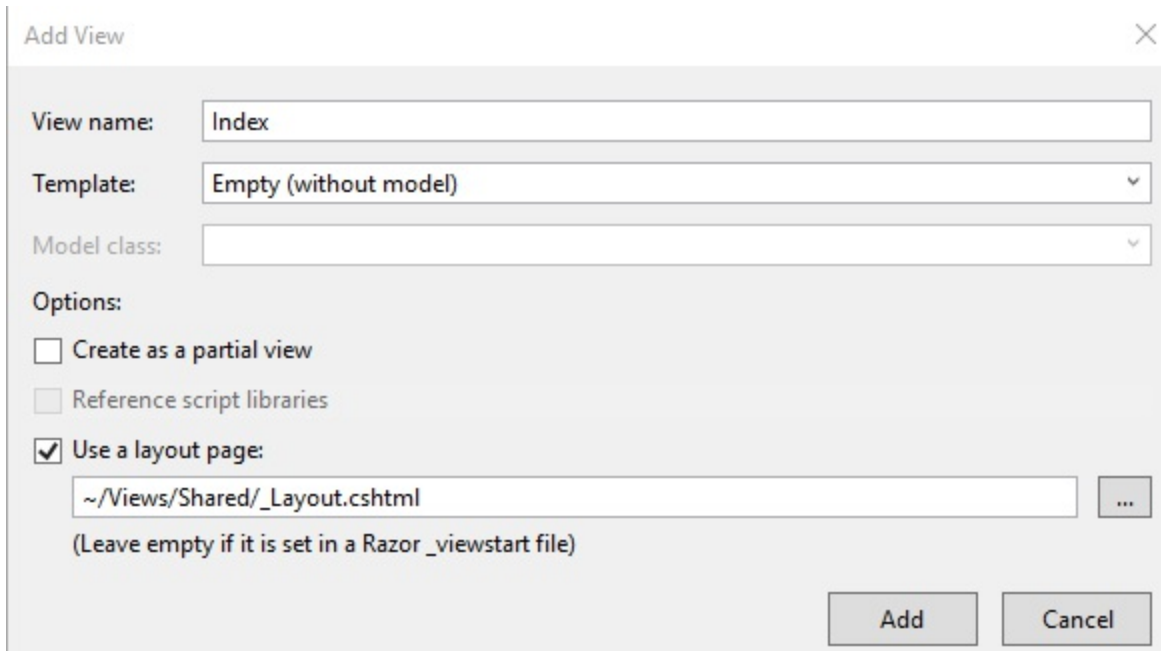 Add View
View name:
Index
Template:
Empty (without model)
Model class:
Options:
Create as a partial view
Reference script libraries
Use a layout page:
~/Views/Shared/_Layout.cshtml
...
(Leave empty if it is set in a Razor _viewstart file)
Add
Cancel